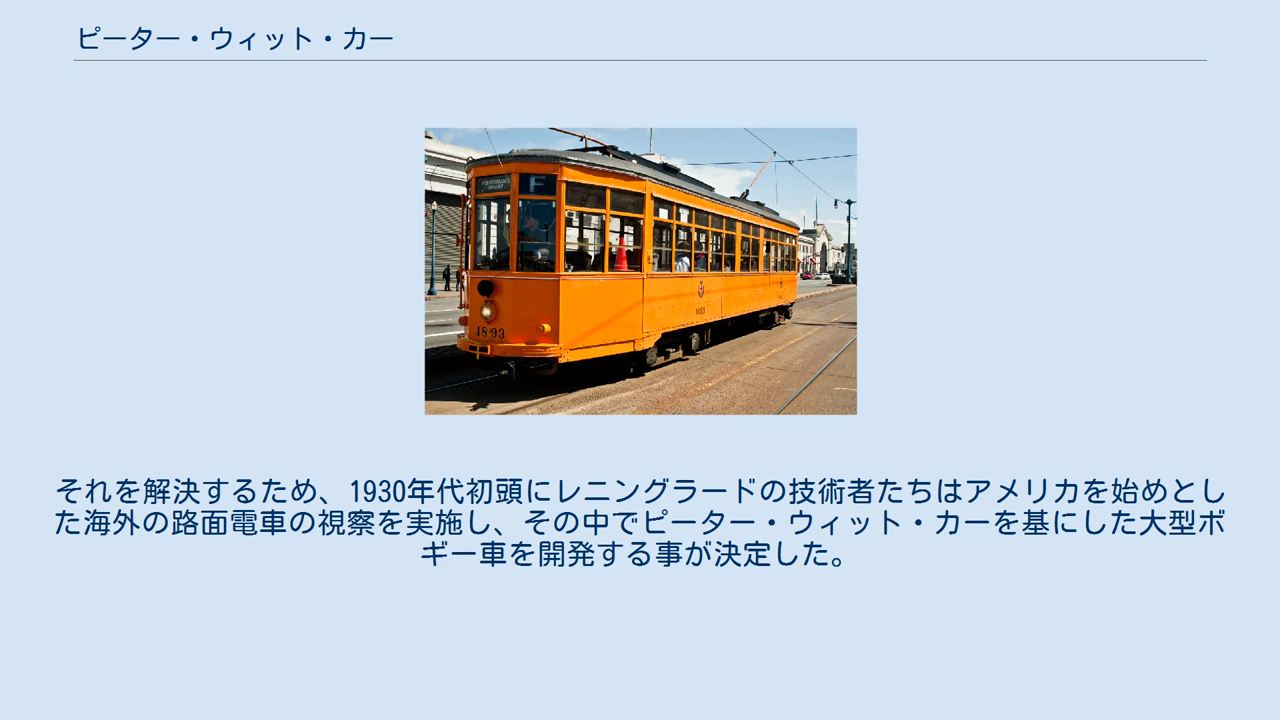 ピーター・ウィット・カー
FISHERMAN'S
WHARF
F
1893
1893
それを解決するため、1930年代初頭にレニングラードの技術者たちはアメリカを始めとし
た海外の路面電車の視察を実施し、その中でピーター・ウィット・カーを基にした大型ボ
ギー車を開発する事が決定した。